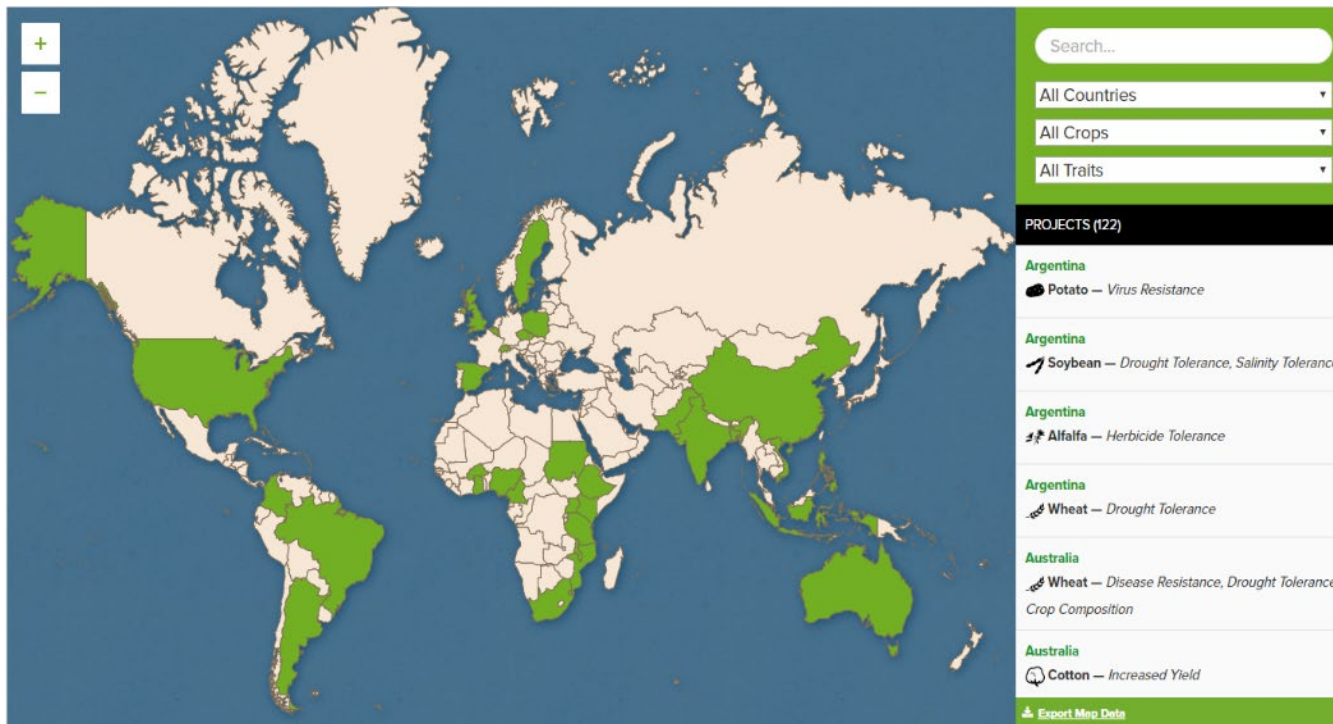 +
−
Search...
All Countries
All Crops
All Traits
PROJECTS (122)
Argentina
Potato — Virus Resistance
Argentina
Soybean — Drought Tolerance, Salinity Tolerance
Argentina
Alfalfa — Herbicide Tolerance
Argentina
Wheat — Drought Tolerance
Australia
Wheat — Disease Resistance, Drought Tolerance
Crop Composition
Australia
Cotton — Increased Yield
Export Map Data